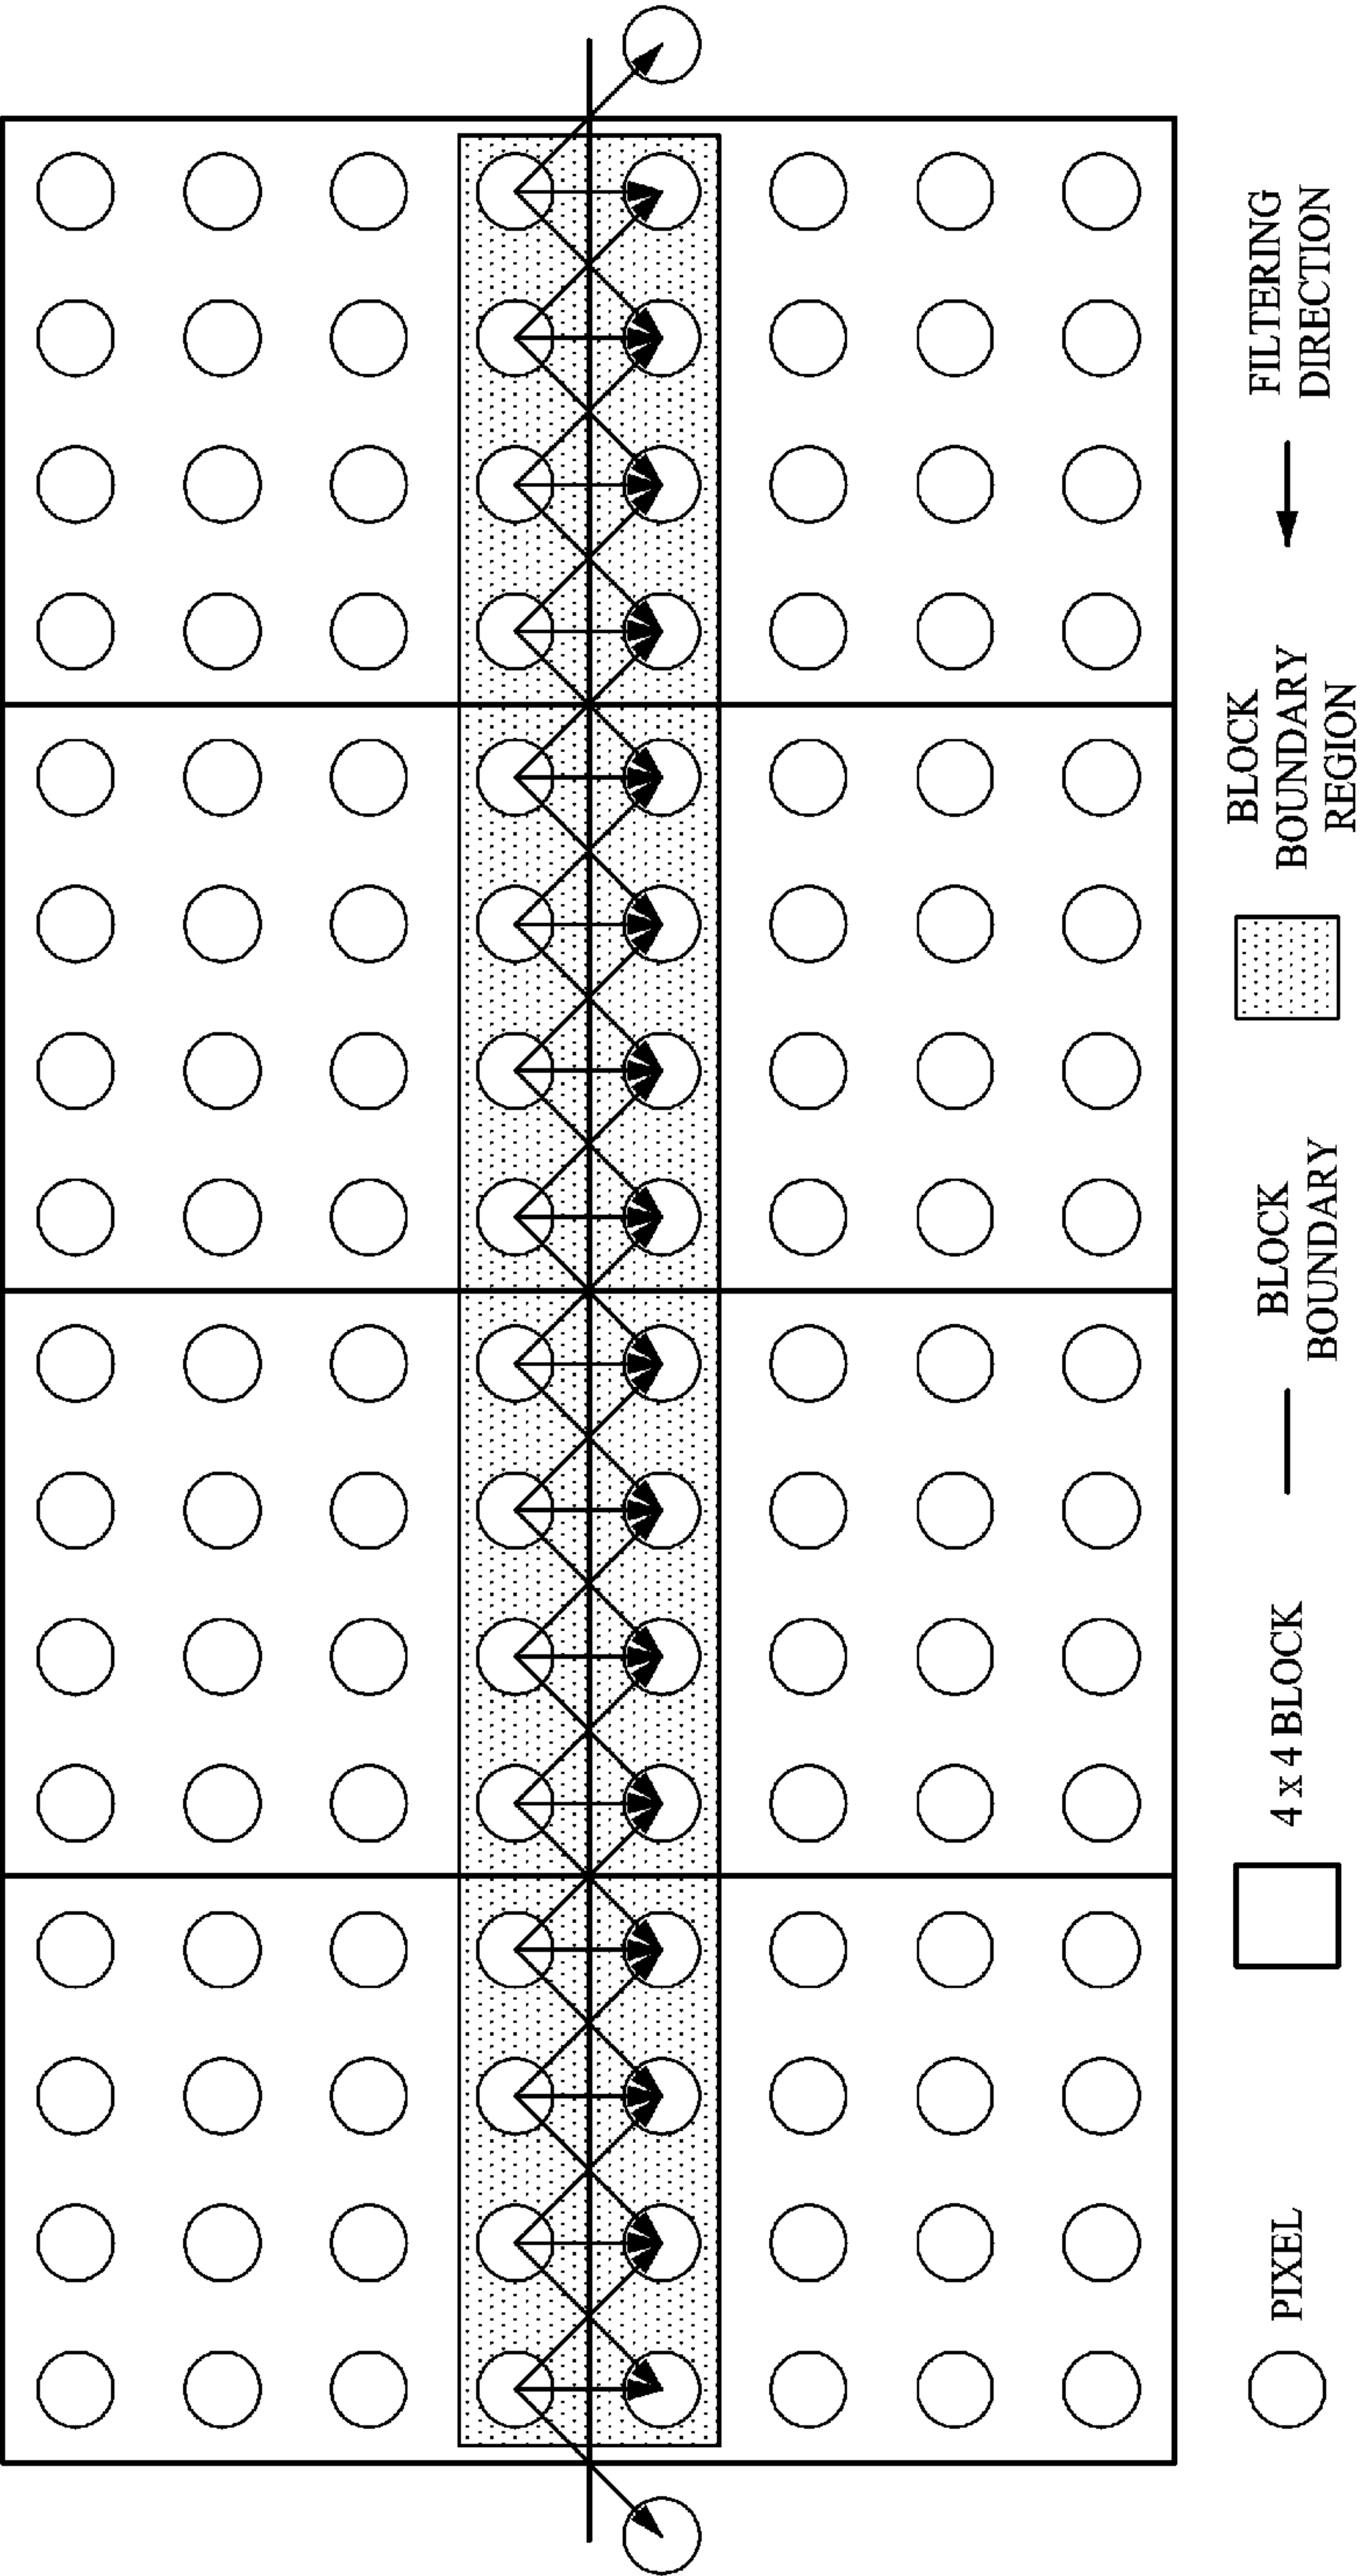 PIXEL
4 x 4 BLOCK
BLOCK
BOUNDARY
BLOCK
BOUNDARY
REGION
FILTERING
DIRECTION